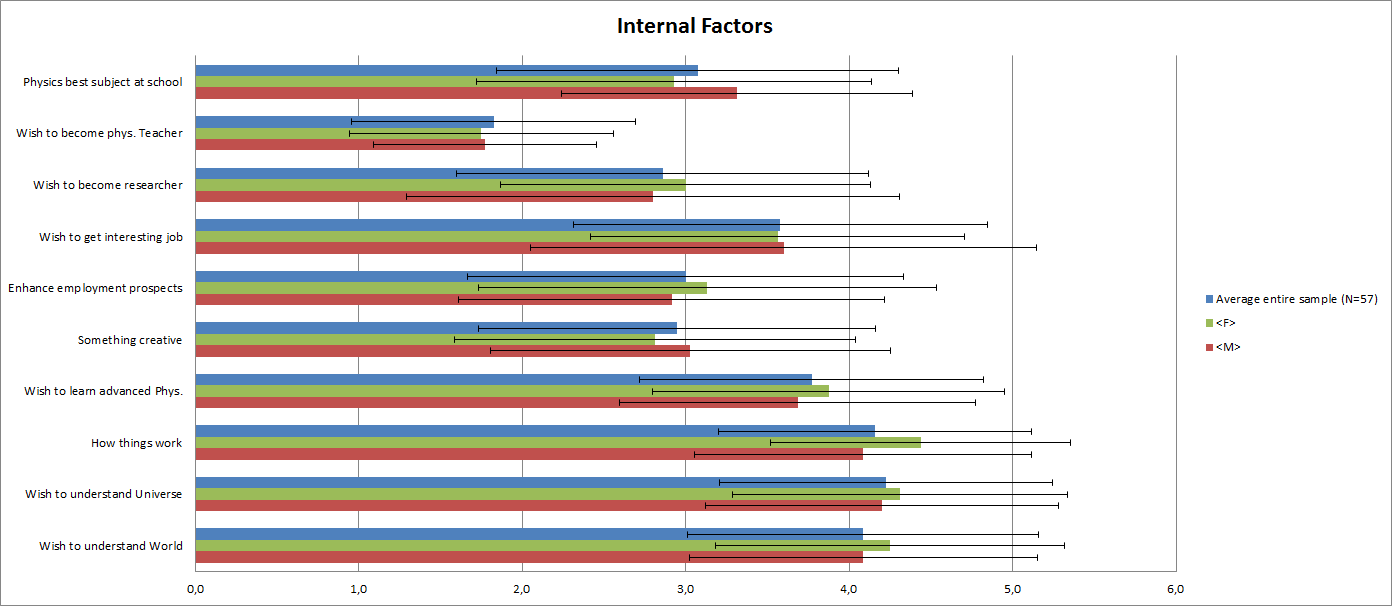 Internal Factors
Physics best subject at school
Wish to become phys. Teacher
Wish to become researcher
Wish to get interesting job
Enhance employment prospects
Something creative
Wish to learn advanced Phys.
How things work
Wish to understand Universe
Wish to understand World
0,0 1,0 2,0 3,0 4,0 5,0 6,0
Average entire sample (N=57)
<F>
<M>